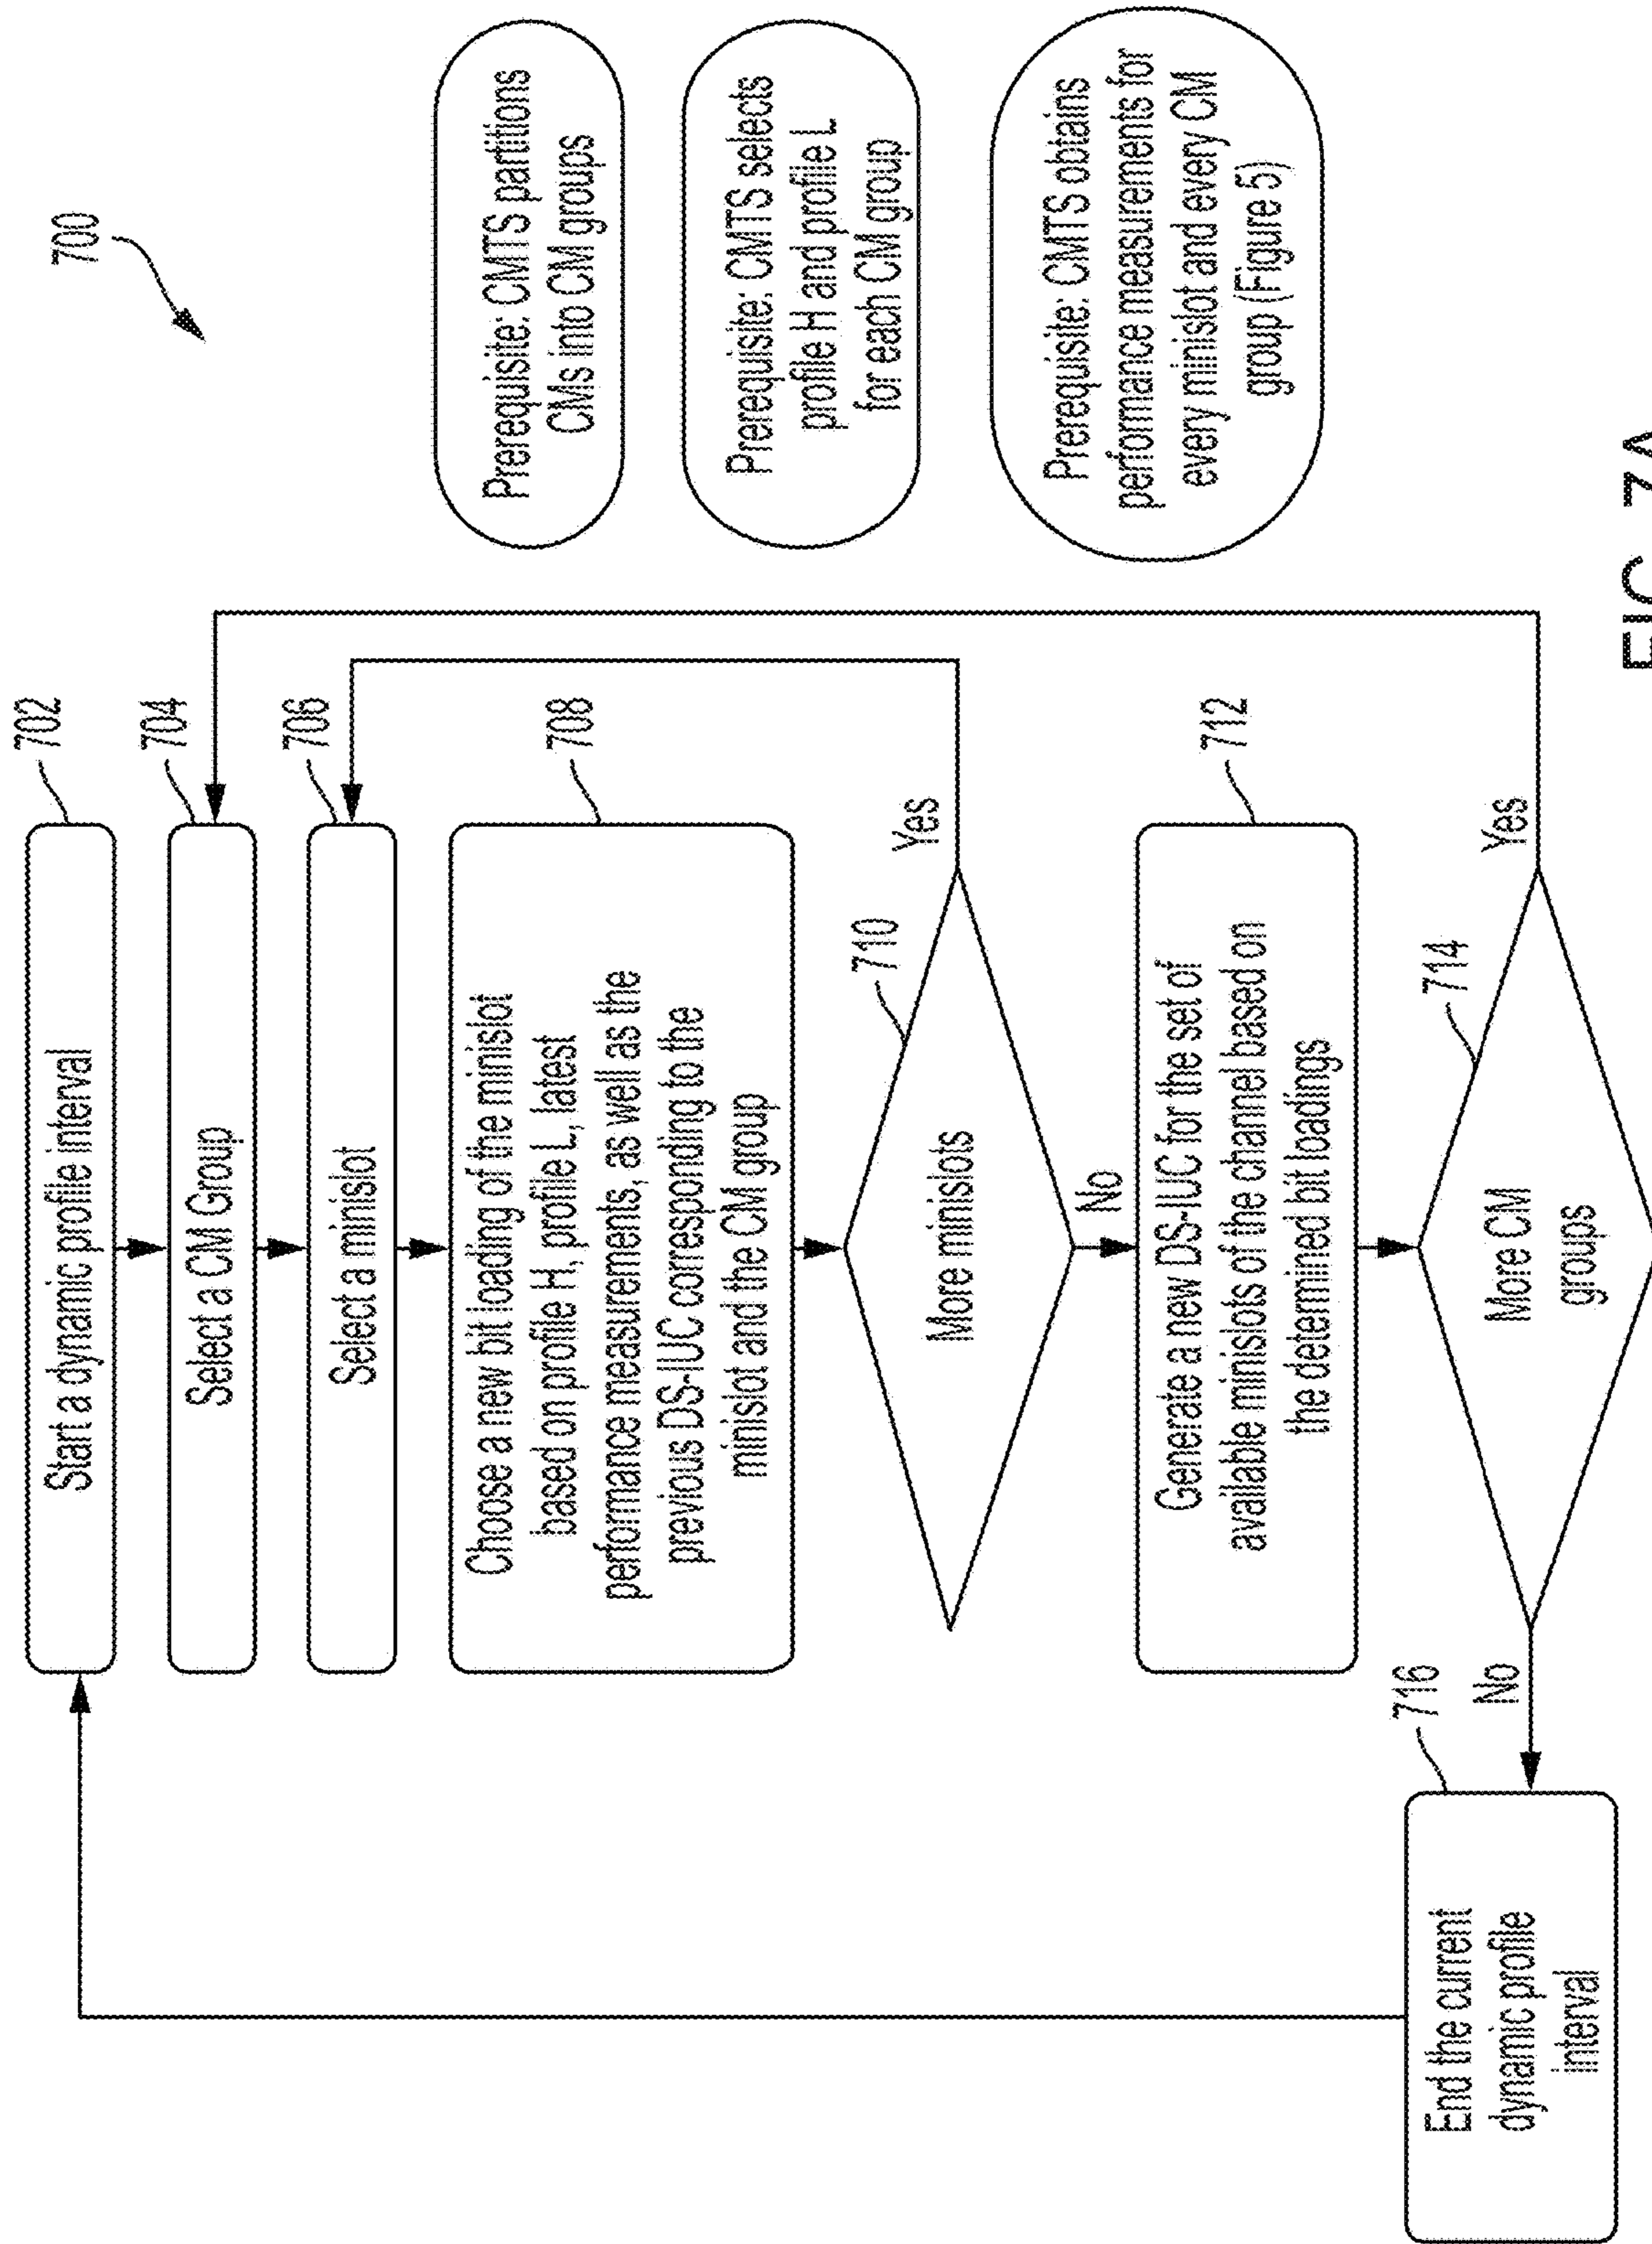 700
Start a dynamic profile interval
702
Select a CM Group
704
Select a minislot
706
Choose a new bit loading of the minislot
based on profile H, profile L, latest
performance measurements, as well as the
previous DS-IUC corresponding to the
minislot and the CM group
708
More minislots
710
Yes
No
Generate a new DS-IUC for the set of
available minislots of the channel based on
the determined bit loadings
712
More CM
groups
714
Yes
No
End the current
dynamic profile
interval
716
Prerequisite: CMTS partitions
CMs into CM groups
Prerequisite: CMTS selects
profile H and profile L
for each CM group
Prerequisite: CMTS obtains
performance measurements for
every minislot and every CM
group (Figure 5)
FIG. 7A